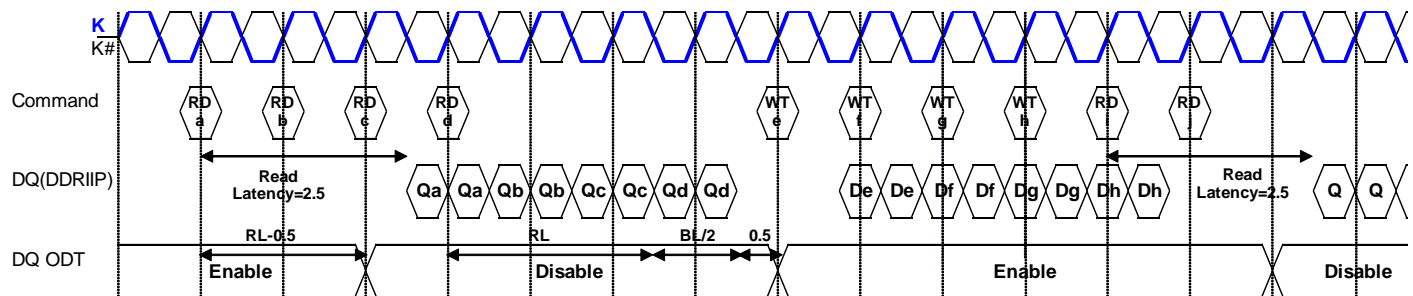 K
K#
Command
RD a
RD b
RD c
RD d
WT e
WT f
WT g
WT h
RD
RD j
Read
Latency=2.5
DQ(DDRIIP)
Qa Qa Qb Qb Qc Qc Qd Qd
De De Df Df Dg Dg Dh Dh
Read
Latency=2.5
Q Q
DQ ODT
RL-0.5
Enable
RL
BL/2
0.5
Disable
Enable
Disable